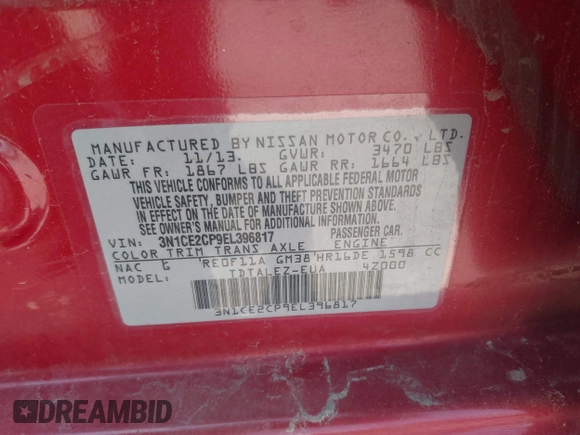 MANUFACTURED BY NISSAN MOTOR CO., LTD.
DATE: 11/13. GVWR: 3470 LBS
GAWR FR: 1867 LBS GAWR RR: 1664 LBS
THIS VEHICLE CONFORMS TO ALL APPLICABLE FEDERAL MOTOR
VEHICLE SAFETY, BUMPER AND THEFT PREVENTION STANDARDS
IN EFFECT ON THE DATE OF MANUFACTURE SHOWN ABOVE.
SEE OWNER'S MANUAL FOR ADDITIONAL INFORMATION.
VIN: 3N1CE2CP9EL396817 PASSENGER CAR.
COLOR TRIM TRANS AXLE ENGINE
NAC G RE0F11A GM38 HR16DE 1598 CC
MODEL: TDTALEZ-EUA 4Z000
3N1CE2CP9EL396817
DREAMBID